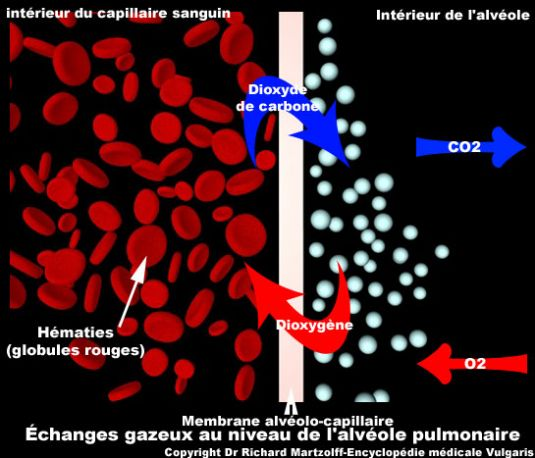 intérieur du capillaire sanguin
Intérieur de l'alvéole
Dioxyde
de carbone
CO2
Hématies
(globules rouges)
Dioxygène
O2
Membrane alvéolo-capillaire
Échanges gazeux au niveau de l'alvéole pulmonaire
Copyright Dr Richard Martzolff-Encyclopédie médicale Vulgaris